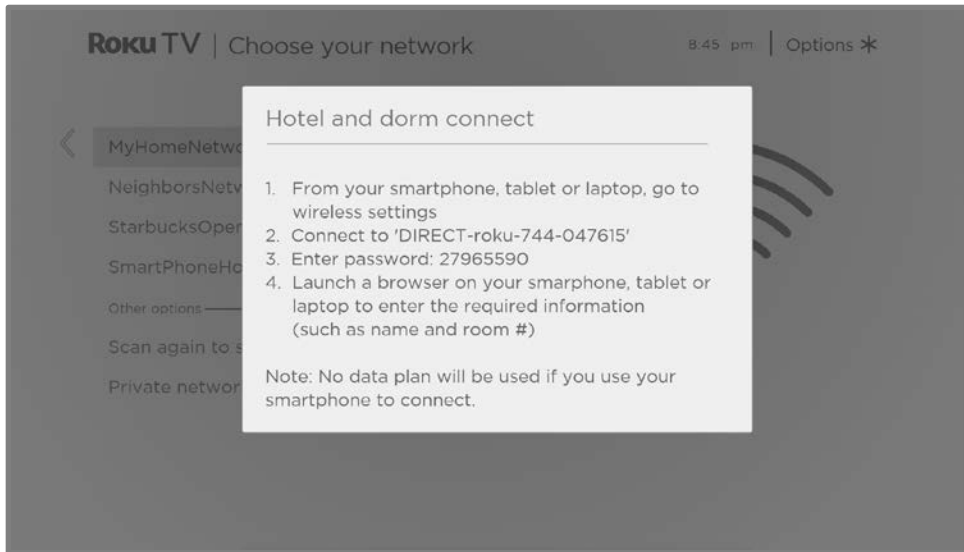 Roku TV | Choose your network
8:45 pm | Options
Hotel and dorm connect
MyHomeNetwo
NeighborsNetw
StarbucksOper
SmartPhoneHo
Other options
Scan again to s
Private networ
1. From your smartphone, tablet or laptop, go to
wireless settings
2. Connect to 'DIRECT-roku-744-047615'
3. Enter password: 27965590
4. Launch a browser on your smarphone, tablet or
laptop to enter the required information
(such as name and room #)
Note: No data plan will be used if you use your
smartphone to connect.